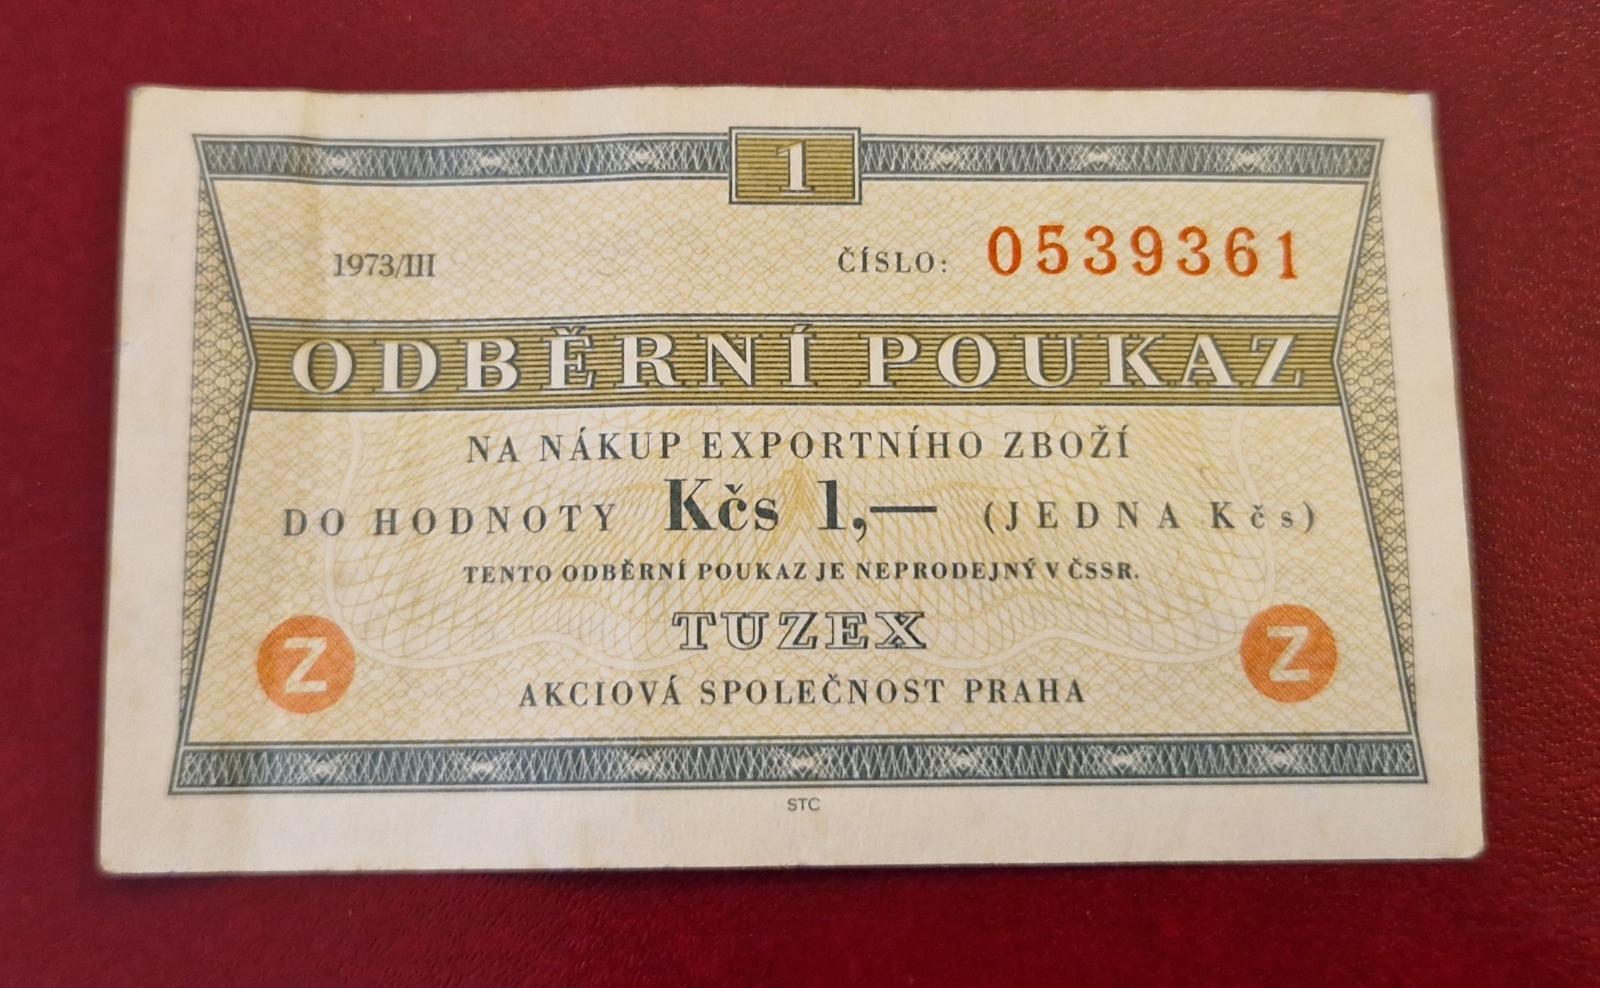 1
1973/III
ČÍSLO: 0539361
ODBĚRNÍ POUKAZ
NA NÁKUP EXPORTNÍHO ZBOŽÍ
DO HODNOTY Kčs 1,— (JEDNA Kčs)
TENTO ODBĚRNÍ POUKAZ JE NEPRODEJNÝ V ČSSR.
TUZEX
Z Z
AKCIOVÁ SPOLEČNOST PRAHA
STC